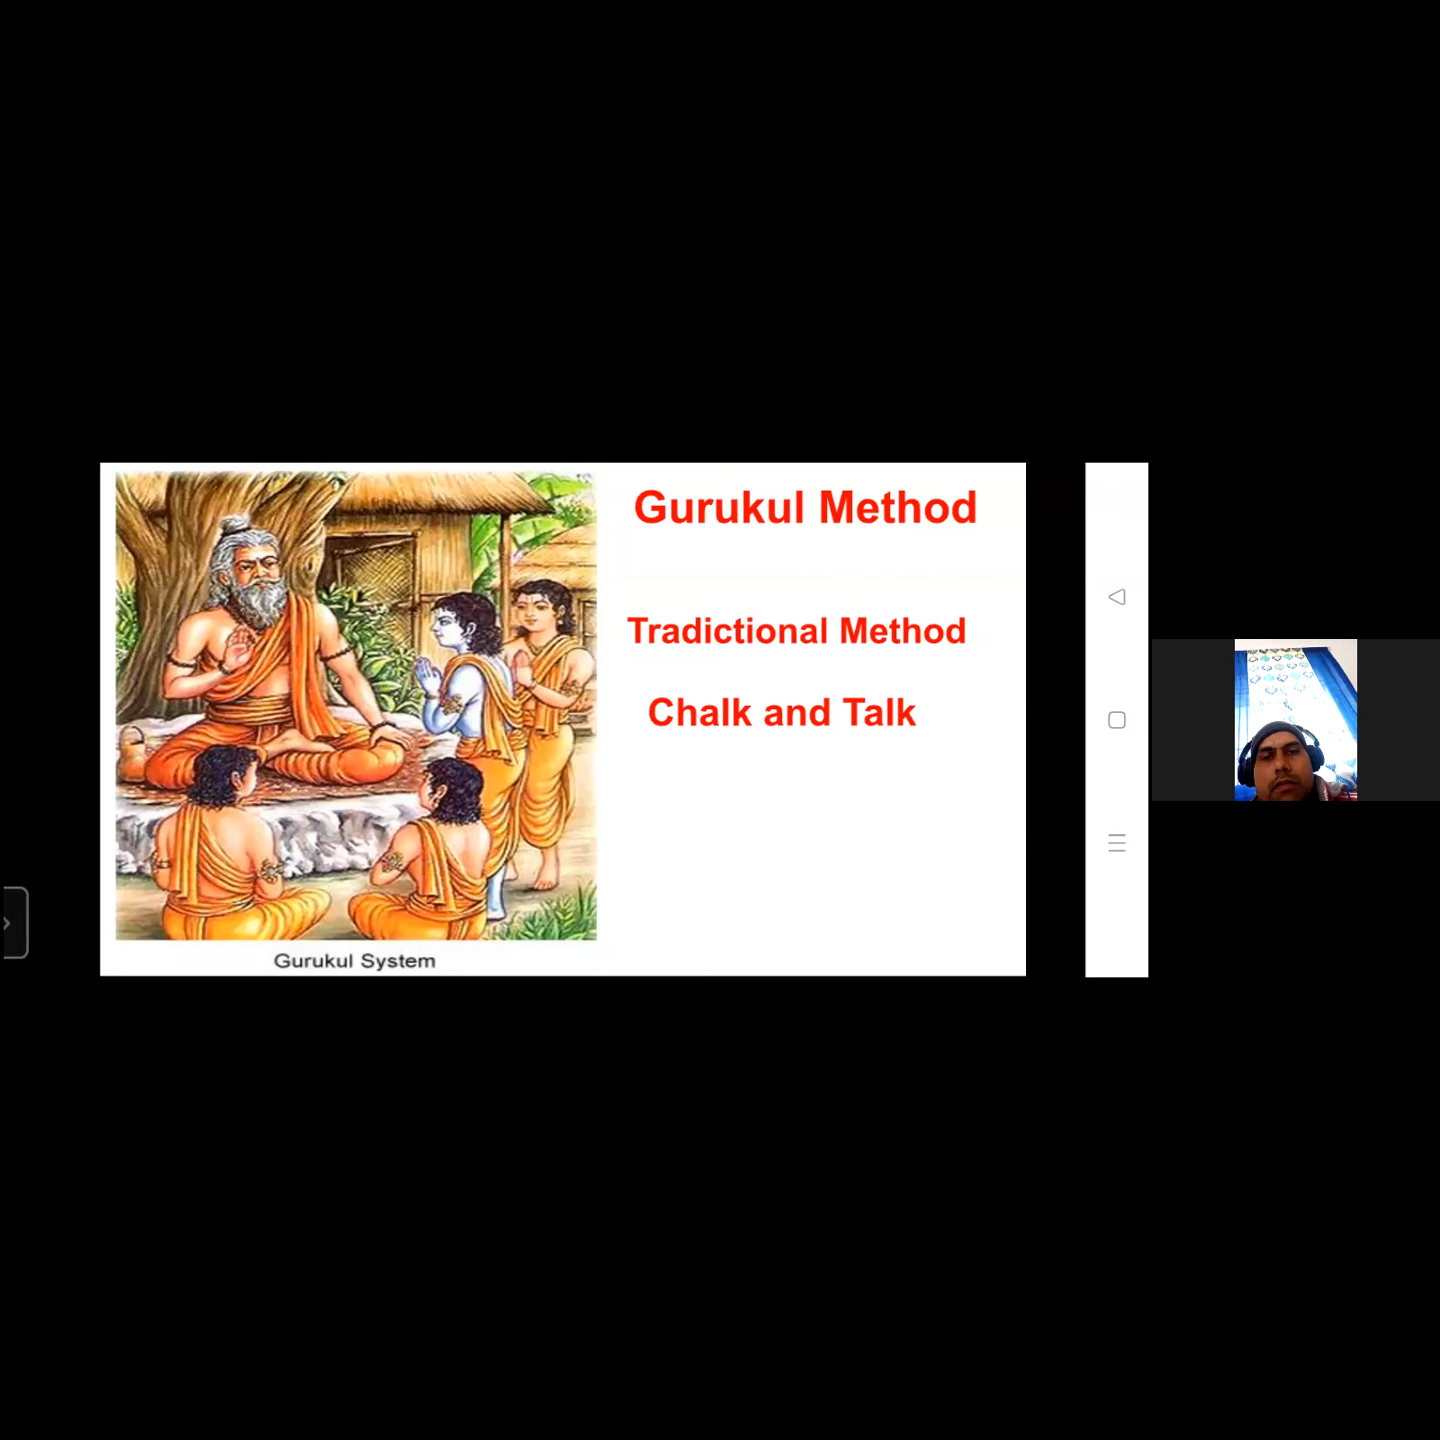 Gurukul Method
Tradictional Method
Chalk and Talk
Gurukul System